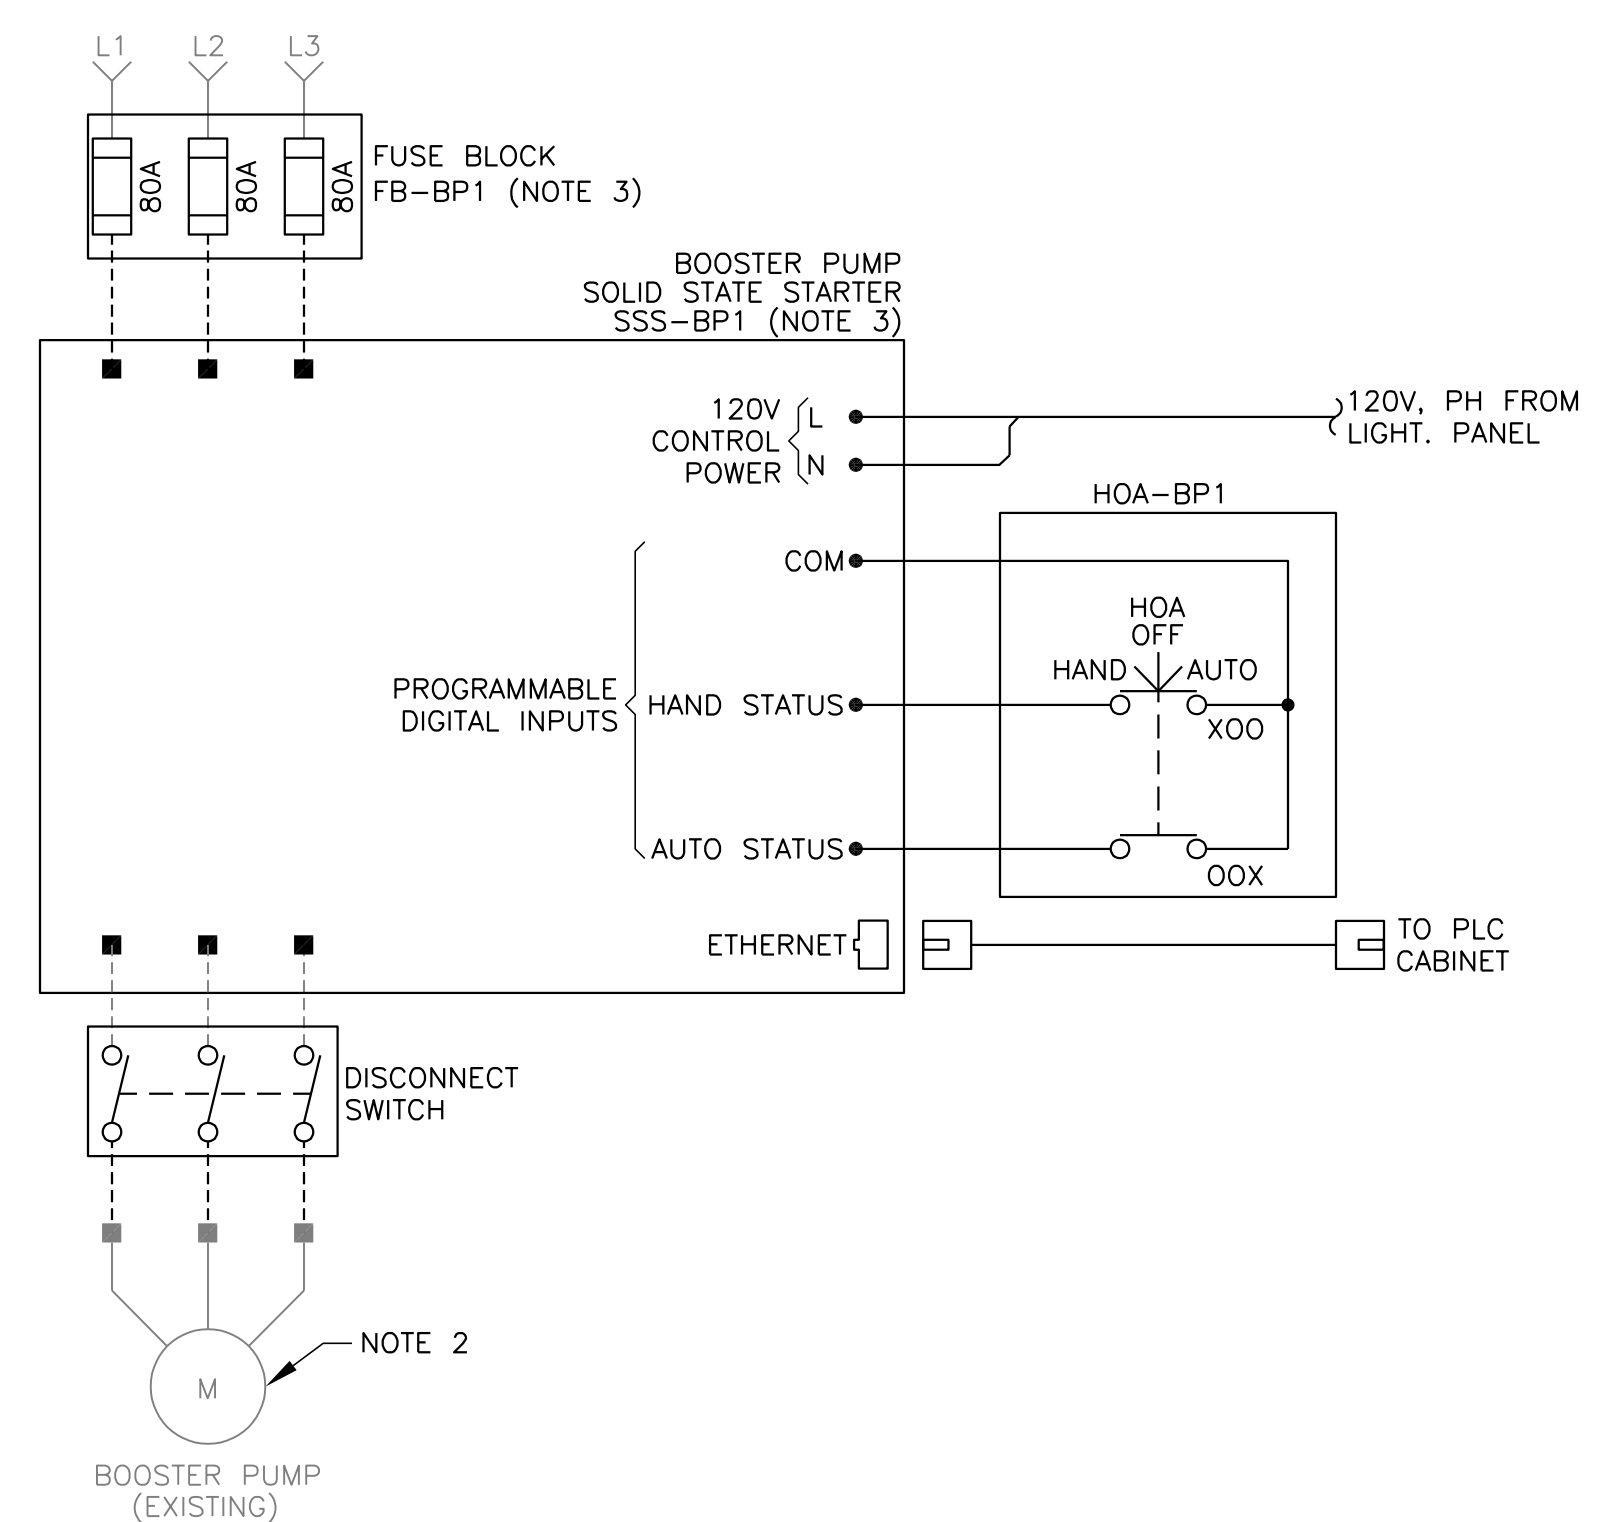 L1 L2 L3
80A 80A 80A
FUSE BLOCK
FB-BP1 (NOTE 3)
BOOSTER PUMP
SOLID STATE STARTER
SSS-BP1 (NOTE 3)
120V
CONTROL
POWER
L
N
120V, PH FROM
LIGHT. PANEL
HOA-BP1
COM
HOA
OFF
HAND AUTO
PROGRAMMABLE
DIGITAL INPUTS
HAND STATUS
XOO
AUTO STATUS
OOX
ETHERNET
TO PLC
CABINET
DISCONNECT
SWITCH
NOTE 2
M
BOOSTER PUMP
(EXISTING)